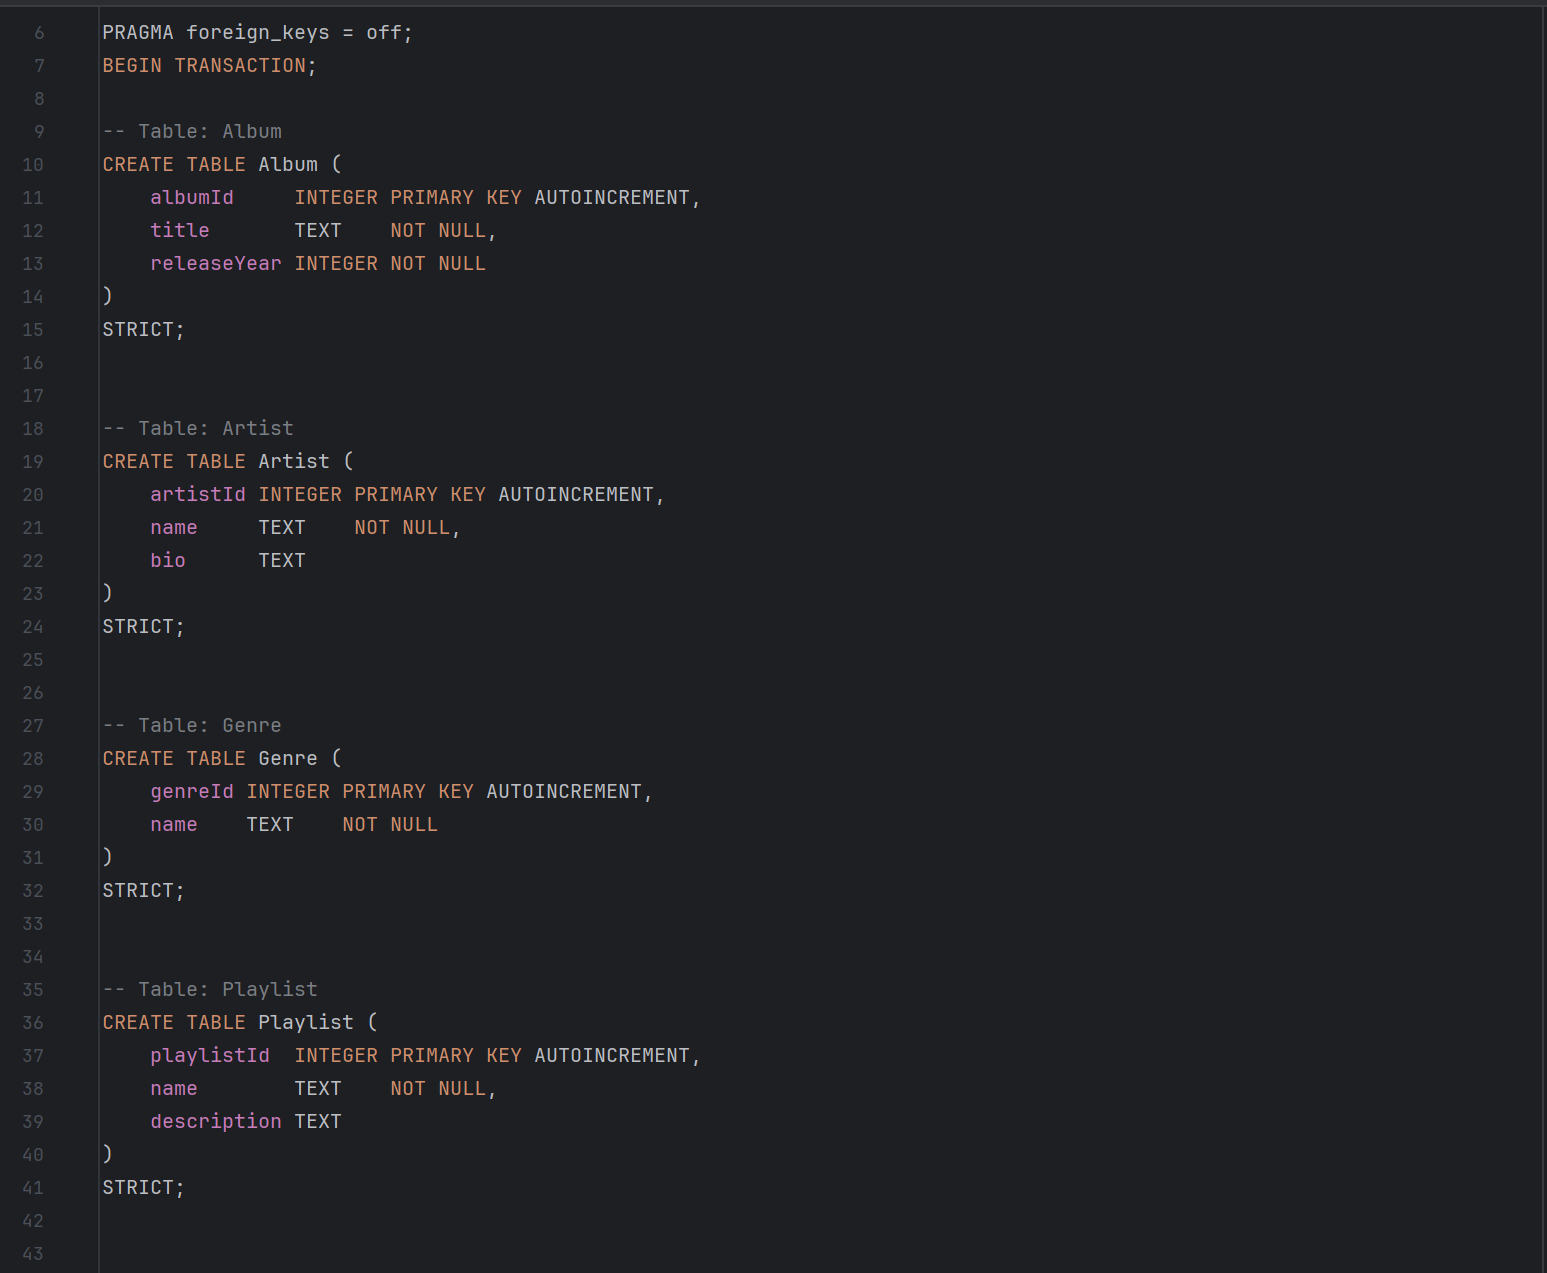 6 PRAGMA foreign_keys = off;
7 BEGIN TRANSACTION;
8
9 -- Table: Album
10 CREATE TABLE Album (
11     albumId     INTEGER PRIMARY KEY AUTOINCREMENT,
12     title       TEXT    NOT NULL,
13     releaseYear INTEGER NOT NULL
14 )
15 STRICT;
16
17
18 -- Table: Artist
19 CREATE TABLE Artist (
20     artistId INTEGER PRIMARY KEY AUTOINCREMENT,
21     name     TEXT    NOT NULL,
22     bio      TEXT
23 )
24 STRICT;
25
26
27 -- Table: Genre
28 CREATE TABLE Genre (
29     genreId INTEGER PRIMARY KEY AUTOINCREMENT,
30     name    TEXT    NOT NULL
31 )
32 STRICT;
33
34
35 -- Table: Playlist
36 CREATE TABLE Playlist (
37     playlistId  INTEGER PRIMARY KEY AUTOINCREMENT,
38     name        TEXT    NOT NULL,
39     description TEXT
40 )
41 STRICT;
42
43